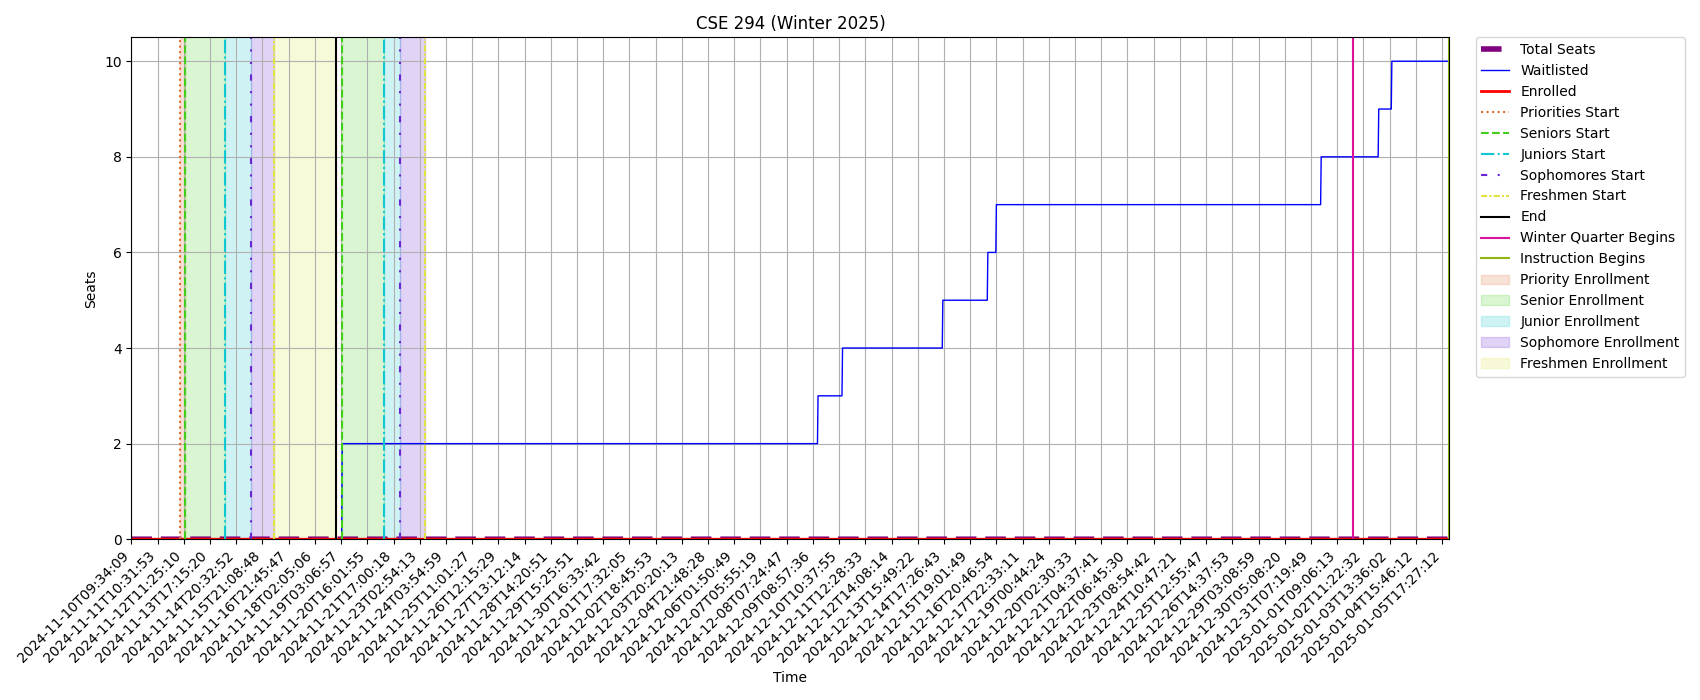 CSE 294 (Winter 2025)
10
8
6
4
2
0
Seats
Total Seats
Waitlisted
Enrolled
Priorities Start
Seniors Start
Juniors Start
Sophomores Start
Freshmen Start
End
Winter Quarter Begins
Instruction Begins
Priority Enrollment
Senior Enrollment
Junior Enrollment
Sophomore Enrollment
Freshmen Enrollment
2024-11-10T09:34:09
2024-11-11T10:31:53
2024-11-12T11:25:10
2024-11-13T17:15:20
2024-11-14T20:32:52
2024-11-15T21:08:48
2024-11-16T21:45:47
2024-11-18T02:05:06
2024-11-19T03:06:57
2024-11-20T16:01:55
2024-11-21T17:00:18
2024-11-23T02:54:13
2024-11-24T03:54:59
2024-11-25T11:01:27
2024-11-26T12:15:29
2024-11-27T13:12:14
2024-11-28T14:20:51
2024-11-29T15:25:51
2024-11-30T16:33:42
2024-12-01T17:32:05
2024-12-02T18:45:53
2024-12-03T20:20:13
2024-12-04T21:48:28
2024-12-06T01:50:49
2024-12-07T05:55:19
2024-12-08T07:24:47
2024-12-09T08:57:36
2024-12-10T10:37:55
2024-12-11T12:28:33
2024-12-12T14:08:14
2024-12-13T15:49:22
2024-12-14T17:26:43
2024-12-15T19:01:49
2024-12-16T20:46:54
2024-12-17T22:33:11
2024-12-19T00:44:24
2024-12-20T02:30:33
2024-12-21T04:37:41
2024-12-22T06:45:30
2024-12-23T08:54:42
2024-12-24T10:47:21
2024-12-25T12:55:47
2024-12-26T14:37:53
2024-12-29T03:08:59
2024-12-30T05:08:20
2024-12-31T07:19:49
2025-01-01T09:06:13
2025-01-02T11:22:32
2025-01-03T13:36:02
2025-01-04T15:46:12
2025-01-05T17:27:12
Time